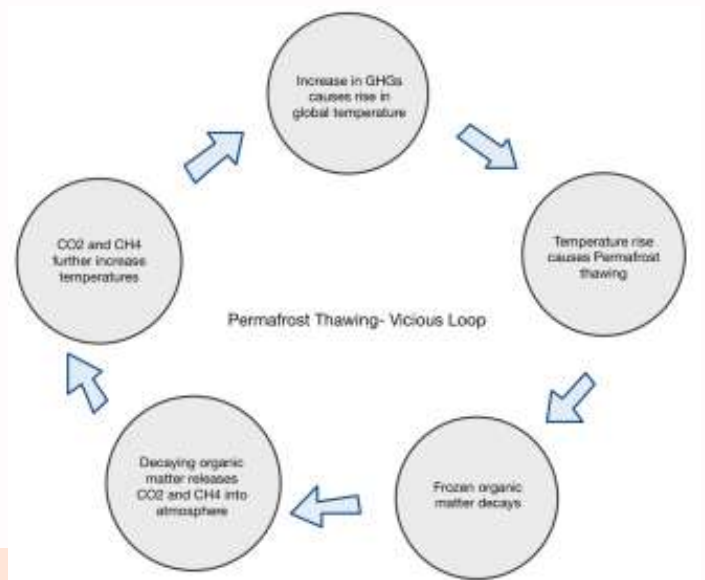 Increase in GHGs
causes rise in
global temperature
Temperature rise
causes Permafrost
thawing
Frozen organic
matter decays
Decaying organic
matter releases
CO2 and CH4 into
atmosphere
CO2 and CH4
further increase
temperatures
Permafrost Thawing- Vicious Loop